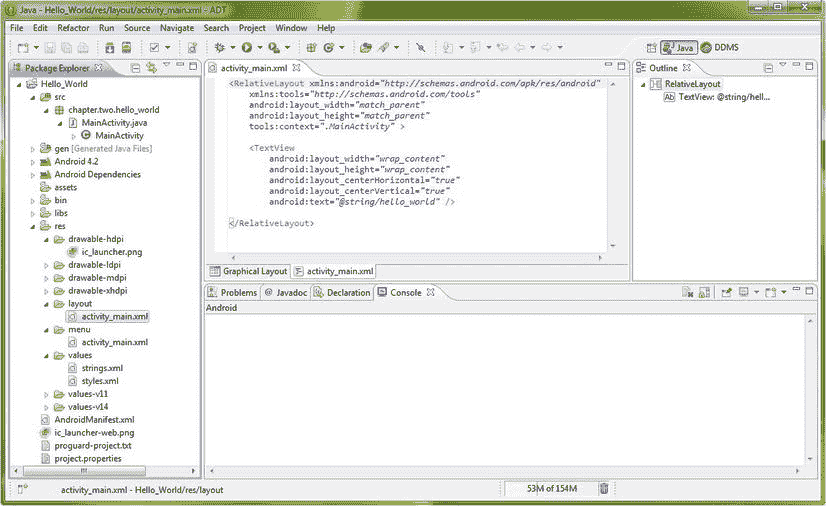 Java - Hello_World/res/layout/activity_main.xml - ADT
File Edit Refactor Run Source Navigate Search Project Window Help
Java DDMS
Package Explorer
Hello_World
src
chapter.two.hello_world
MainActivity.java
MainActivity
gen [Generated Java Files]
Android 4.2
Android Dependencies
assets
bin
libs
res
drawable-hdpi
ic_launcher.png
drawable-ldpi
drawable-mdpi
drawable-xhdpi
layout
activity_main.xml
menu
activity_main.xml
values
strings.xml
styles.xml
values-v11
values-v14
AndroidManifest.xml
ic_launcher-web.png
proguard-project.txt
project.properties
activity_main.xml
<RelativeLayout xmlns:android="http://schemas.android.com/apk/res/android"
xmlns:tools="http://schemas.android.com/tools"
android:layout_width="match_parent"
android:layout_height="match_parent"
tools:context=".MainActivity" >
<TextView
android:layout_width="wrap_content"
android:layout_height="wrap_content"
android:layout_centerHorizontal="true"
android:layout_centerVertical="true"
android:text="@string/hello_world" />
</RelativeLayout>
Graphical Layout activity_main.xml
Outline
RelativeLayout
Ab TextView: @string/hell...
Problems @ Javadoc Declaration Console
Android
activity_main.xml - Hello_World/res/layout
53M of 154M